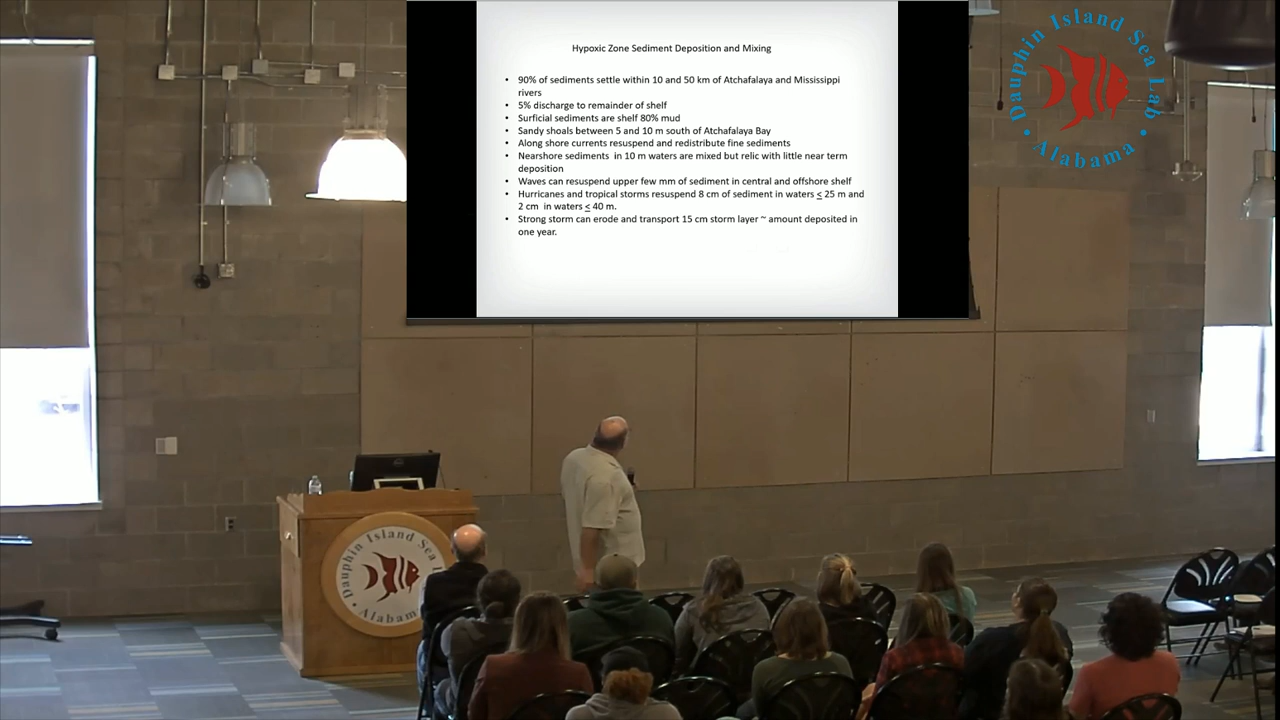 Hypoxic Zone Sediment Deposition and Mixing
• 90% of sediments settle within 10 and 50 km of Atchafalaya and Mississippi
rivers
• 5% discharge to remainder of shelf
• Surficial sediments are shelf 80% mud
• Sandy shoals between 5 and 10 m south of Atchafalaya Bay
• Along shore currents resuspend and redistribute fine sediments
• Nearshore sediments in 10 m waters are mixed but relic with little near term
deposition
• Waves can resuspend upper few mm of sediment in central and offshore shelf
• Hurricanes and tropical storms resuspend 8 cm of sediment in waters ≤ 25 m and
2 cm in waters ≤ 40 m.
• Strong storm can erode and transport 15 cm storm layer ~ amount deposited in
one year.
Dauphin Island Sea Lab
• Alabama •
Dauphin Island Sea
Alabama